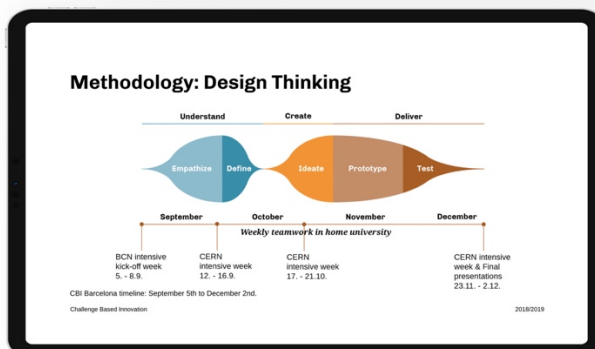 Methodology: Design Thinking
Understand
Create
Deliver
Empathize
Define
Ideate
Prototype
Test
September
October
November
December
Weekly teamwork in home university
BCN intensive
kick-off week
5. - 8.9.
CERN
intensive week
12. - 16.9.
CERN
intensive week
17. - 21.10.
CERN intensive
week & Final
presentations
23.11. - 2.12.
CBI Barcelona timeline: September 5th to December 2nd.
Challenge Based Innovation
2018/2019